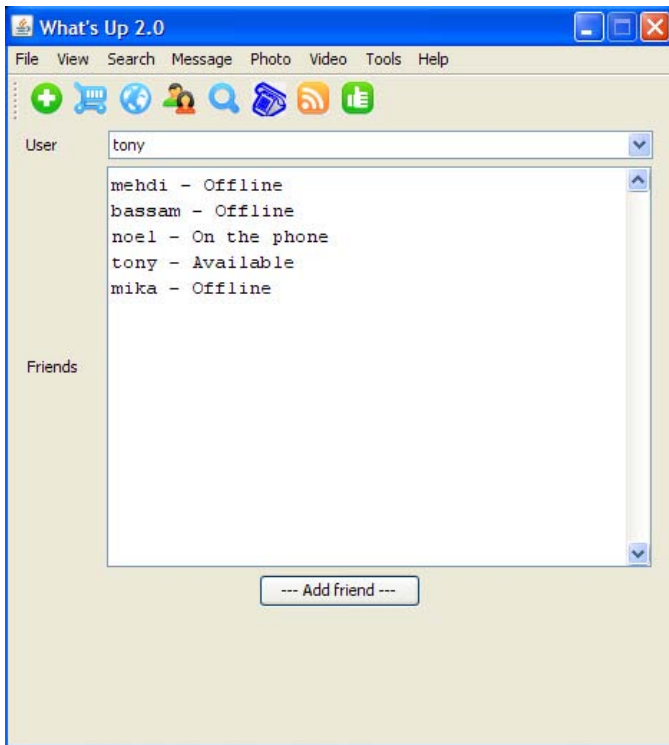 What's Up 2.0
File View Search Message Photo Video Tools Help
User tony
mehdi - Offline
bassam - Offline
noel - On the phone
tony - Available
mika - Offline
Friends
--- Add friend ---